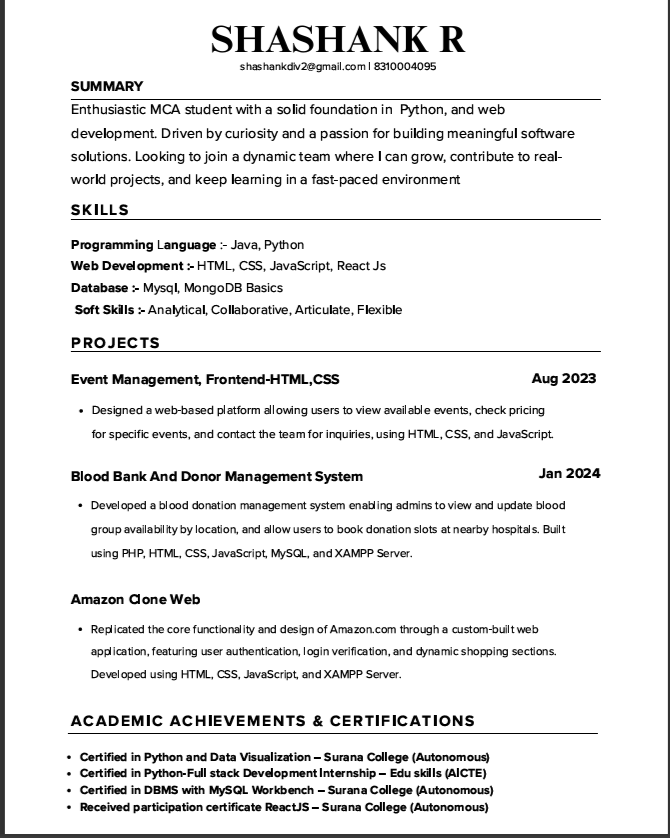 SHASHANK R
shashankdiv2@gmail.com | 8310004095
SUMMARY
Enthusiastic MCA student with a solid foundation in Python, and web
development. Driven by curiosity and a passion for building meaningful software
solutions. Looking to join a dynamic team where I can grow, contribute to real-
world projects, and keep learning in a fast-paced environment
SKILLS
Programming Language :- Java, Python
Web Development :- HTML, CSS, JavaScript, React Js
Database :- Mysql, MongoDB Basics
Soft Skills :- Analytical, Collaborative, Articulate, Flexible
PROJECTS
Event Management, Frontend-HTML,CSS Aug 2023
• Designed a web-based platform allowing users to view available events, check pricing
for specific events, and contact the team for inquiries, using HTML, CSS, and JavaScript.
Blood Bank And Donor Management System Jan 2024
• Developed a blood donation management system enabling admins to view and update blood
group availability by location, and allow users to book donation slots at nearby hospitals. Built
using PHP, HTML, CSS, JavaScript, MySQL, and XAMPP Server.
Amazon Clone Web
• Replicated the core functionality and design of Amazon.com through a custom-built web
application, featuring user authentication, login verification, and dynamic shopping sections.
Developed using HTML, CSS, JavaScript, and XAMPP Server.
ACADEMIC ACHIEVEMENTS & CERTIFICATIONS
• Certified in Python and Data Visualization – Surana College (Autonomous)
• Certified in Python-Full stack Development Internship – Edu skills (AICTE)
• Certified in DBMS with MySQL Workbench – Surana College (Autonomous)
• Received participation certificate ReactJS – Surana College (Autonomous)